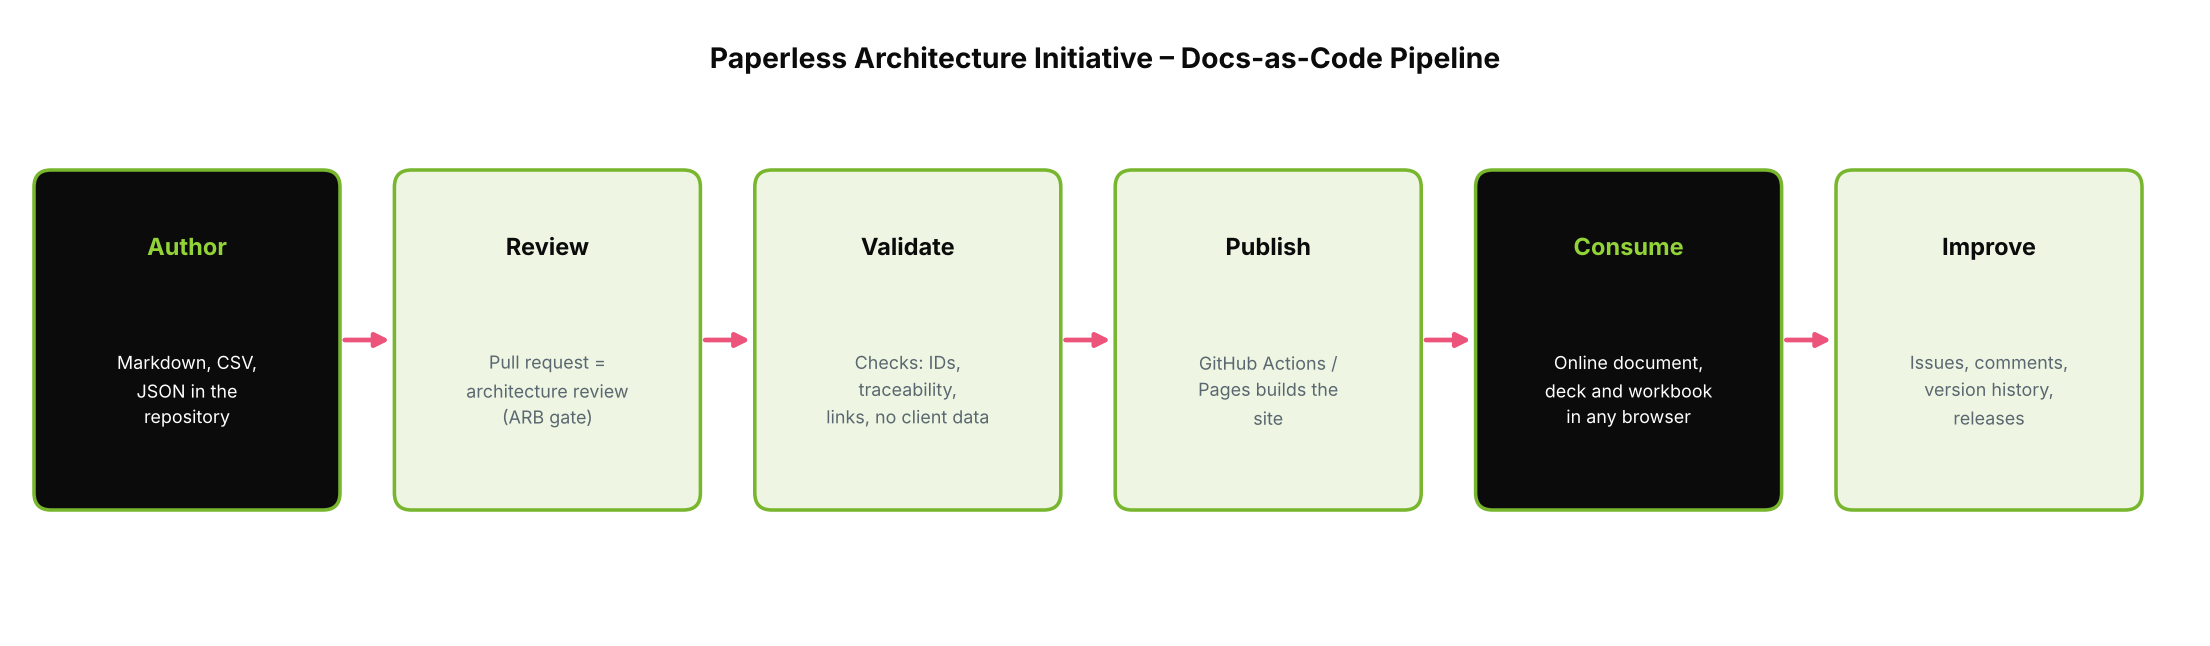 Paperless Architecture Initiative – Docs-as-Code Pipeline
Author
Markdown, CSV,
JSON in the
repository
Review
Pull request =
architecture review
(ARB gate)
Validate
Checks: IDs,
traceability,
links, no client data
Publish
GitHub Actions /
Pages builds the
site
Consume
Online document,
deck and workbook
in any browser
Improve
Issues, comments,
version history,
releases